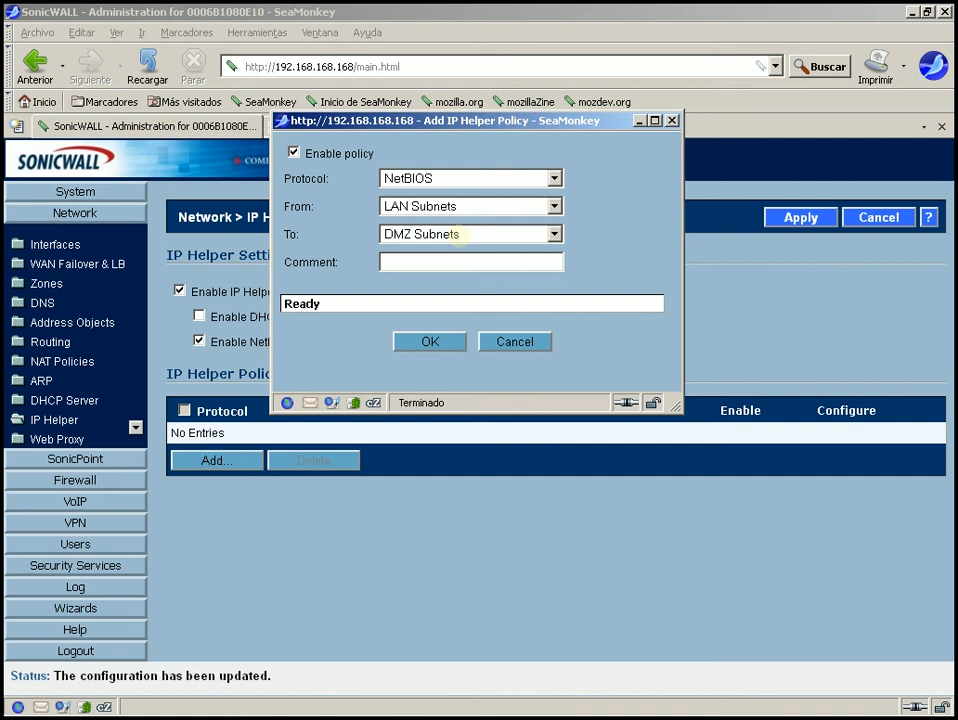 SonicWALL - Administration for 0006B1080E10 - SeaMonkey
Archivo Editar Ver Ir Marcadores Herramientas Ventana Ayuda
Anterior Siguiente Recargar Parar http://192.168.168.168/main.html Buscar Imprimir
Inicio Marcadores Más visitados SeaMonkey Inicio de SeaMonkey mozilla.org mozillaZine mozdev.org
SonicWALL - Administration for 0006B1080E...
http://192.168.168.168 - Add IP Helper Policy - SeaMonkey
Enable policy
Protocol: NetBIOS
From: LAN Subnets
To: DMZ Subnets
Comment:
Ready
OK Cancel
Terminado
SONICWALL
System
Network
Interfaces
WAN Failover & LB
Zones
DNS
Address Objects
Routing
NAT Policies
ARP
DHCP Server
IP Helper
Web Proxy
SonicPoint
Firewall
VoIP
VPN
Users
Security Services
Log
Wizards
Help
Logout
Network > IP H
Apply Cancel ?
IP Helper Setti
Enable IP Helpe
Enable DHC
Enable Net
IP Helper Polic
Protocol Enable Configure
No Entries
Add... Delete
Status: The configuration has been updated.